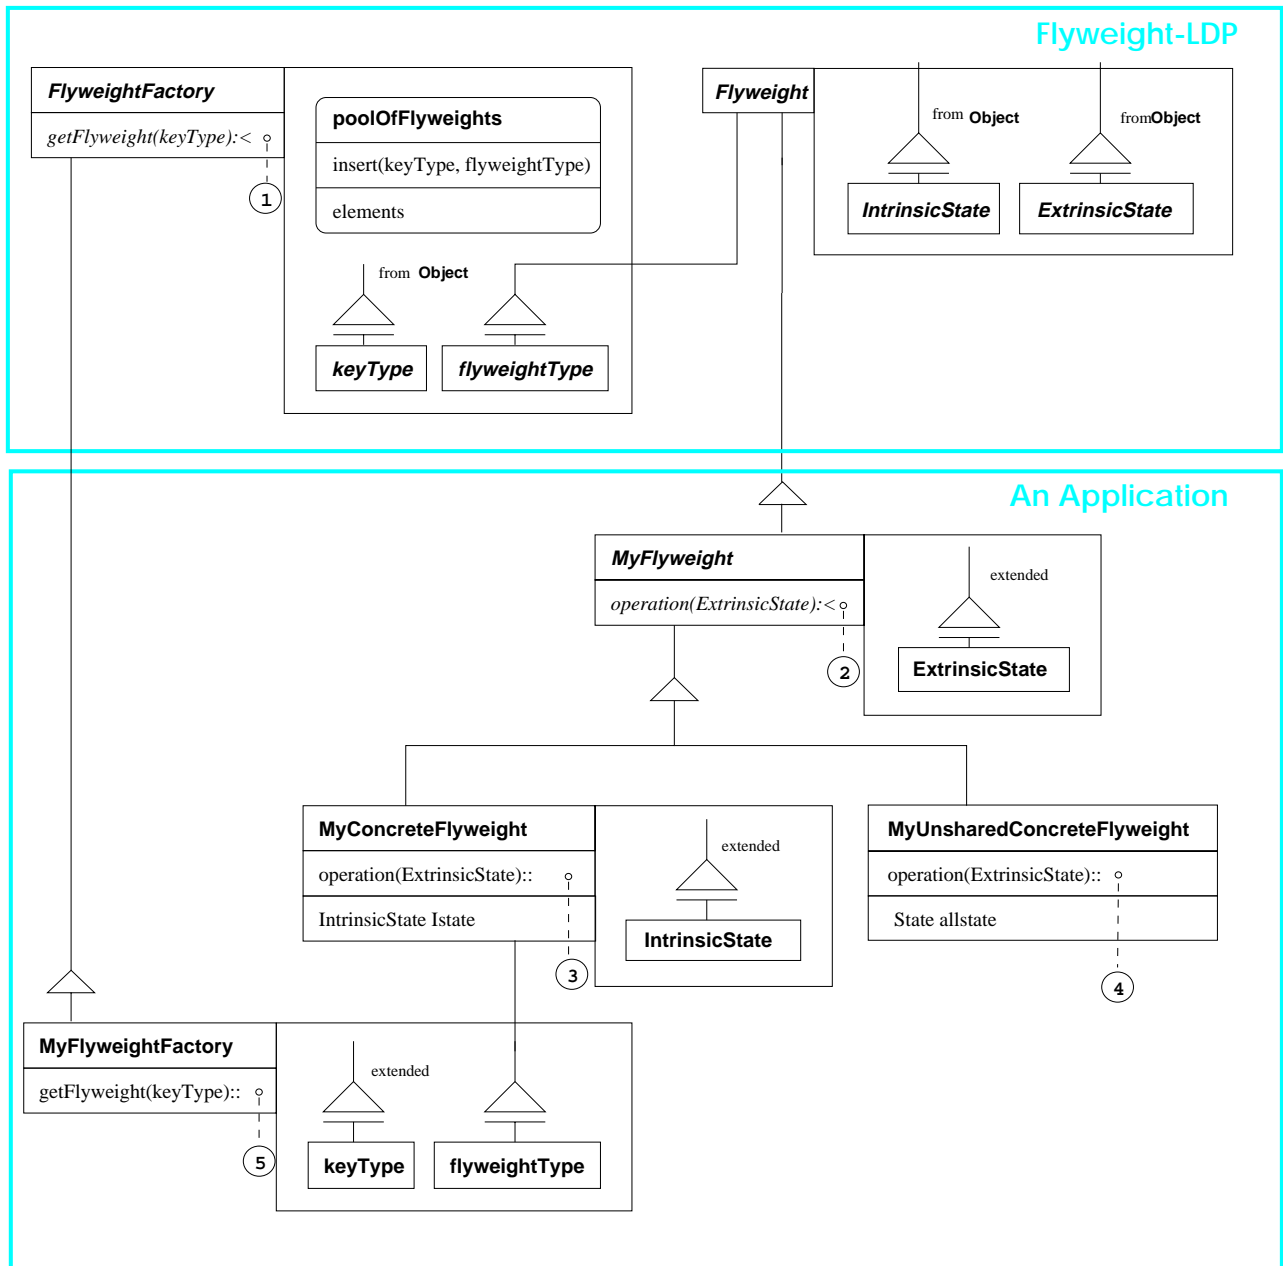 Flyweight-LDP
FlyweightFactory
getFlyweight(keyType):<
1
poolOfFlyweights
insert(keyType, flyweightType)
elements
from Object
keyType
flyweightType
Flyweight
from Object
IntrinsicState
fromObject
ExtrinsicState
An Application
MyFlyweight
operation(ExtrinsicState):<
2
extended
ExtrinsicState
MyConcreteFlyweight
operation(ExtrinsicState)::
IntrinsicState Istate
3
extended
IntrinsicState
MyUnsharedConcreteFlyweight
operation(ExtrinsicState)::
State allstate
4
MyFlyweightFactory
getFlyweight(keyType)::
5
extended
keyType
flyweightType